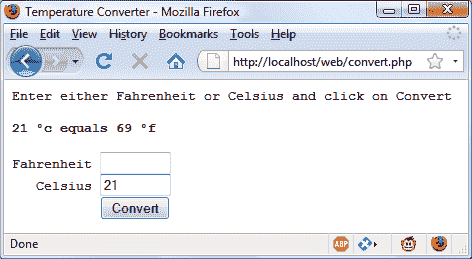 Temperature Converter - Mozilla Firefox
File Edit View History Bookmarks Tools Help
http://localhost/web/convert.php
Enter either Fahrenheit or Celsius and click on Convert
21 °c equals 69 °f
Fahrenheit
Celsius 21
Convert
Done ABP